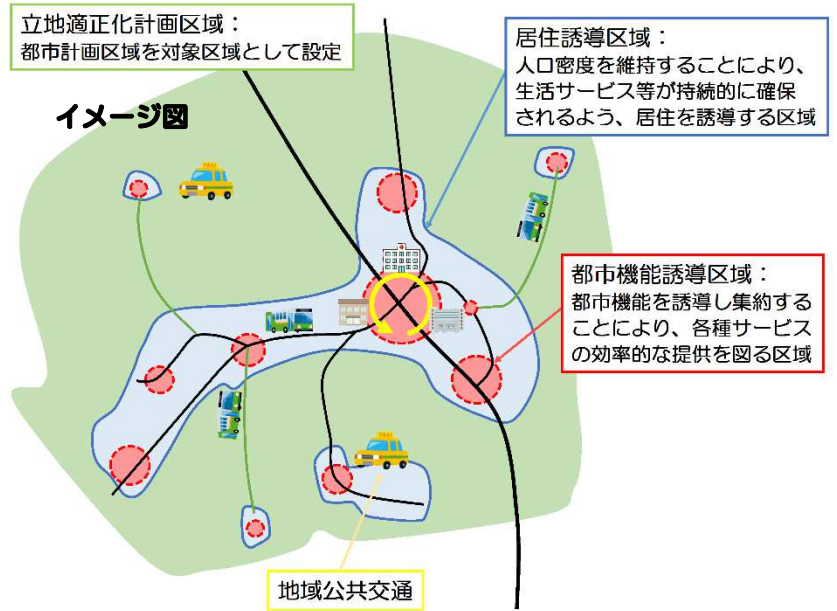 立地適正化計画区域：
都市計画区域を対象区域として設定
イメージ図
居住誘導区域：
人口密度を維持することにより、
生活サービス等が持続的に確保
されるよう、居住を誘導する区域
都市機能誘導区域：
都市機能を誘導し集約する
ことにより、各種サービス
の効率的な提供を図る区域
地域公共交通